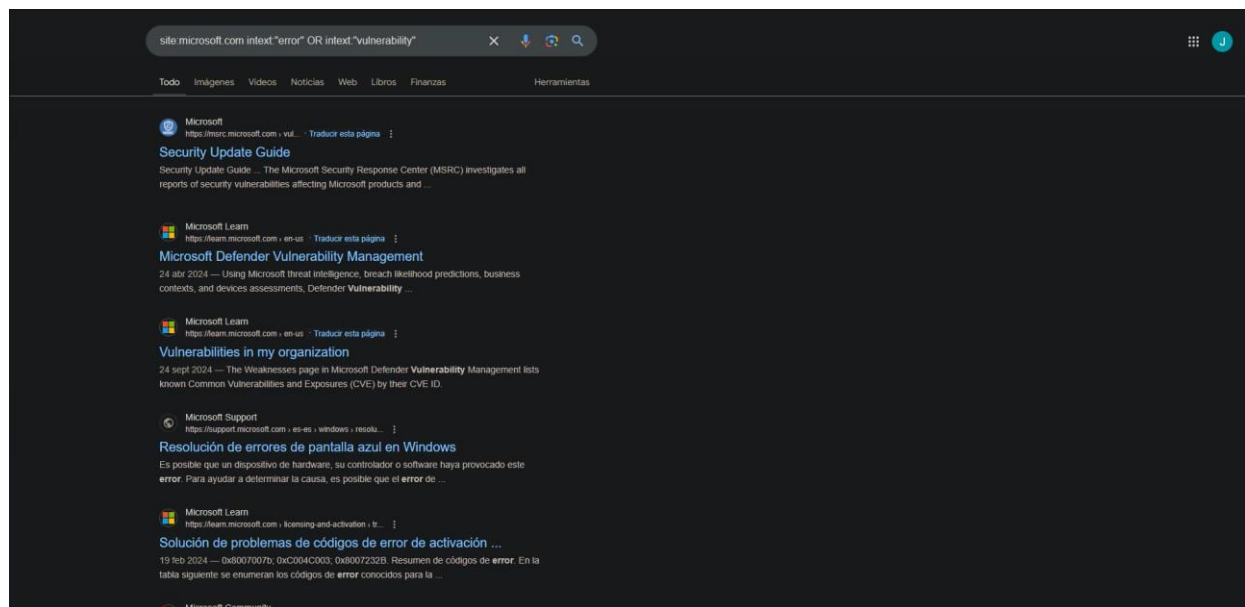 site:microsoft.com intext:"error" OR intext:"vulnerability"
J
Todo Imágenes Videos Noticias Web Libros Finanzas Herramientas
Microsoft
https://msrc.microsoft.com › vul... · Traducir esta página
Security Update Guide
Security Update Guide ... The Microsoft Security Response Center (MSRC) investigates all
reports of security vulnerabilities affecting Microsoft products and ...
Microsoft Learn
https://learn.microsoft.com › en-us · Traducir esta página
Microsoft Defender Vulnerability Management
24 abr 2024 — Using Microsoft threat intelligence, breach likelihood predictions, business
contexts, and devices assessments, Defender Vulnerability ...
Microsoft Learn
https://learn.microsoft.com › en-us · Traducir esta página
Vulnerabilities in my organization
24 sept 2024 — The Weaknesses page in Microsoft Defender Vulnerability Management lists
known Common Vulnerabilities and Exposures (CVE) by their CVE ID.
Microsoft Support
https://support.microsoft.com › es-es › windows › resolu...
Resolución de errores de pantalla azul en Windows
Es posible que un dispositivo de hardware, su controlador o software haya provocado este
error. Para ayudar a determinar la causa, es posible que el error de ...
Microsoft Learn
https://learn.microsoft.com › licensing-and-activation › tr...
Solución de problemas de códigos de error de activación ...
19 feb 2024 — 0x8007007b; 0xC004C003; 0x8007232B. Resumen de códigos de error. En la
tabla siguiente se enumeran los códigos de error conocidos para la ...
Microsoft Community